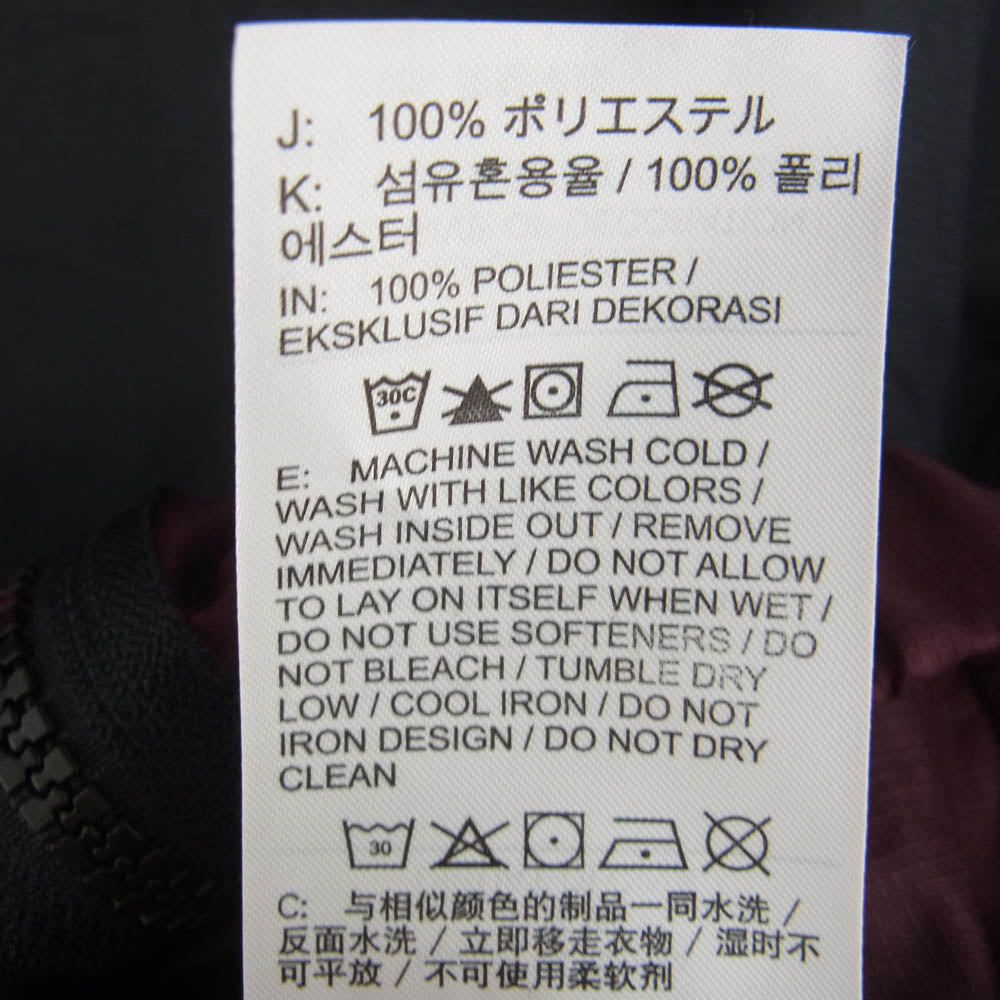 J: 100% ポリエステル
K: 섬유혼용율 / 100% 폴리
에스터
IN: 100% POLIESTER /
EKSKLUSIF DARI DEKORASI
30C
E: MACHINE WASH COLD /
WASH WITH LIKE COLORS /
WASH INSIDE OUT / REMOVE
IMMEDIATELY / DO NOT ALLOW
TO LAY ON ITSELF WHEN WET /
DO NOT USE SOFTENERS / DO
NOT BLEACH / TUMBLE DRY
LOW / COOL IRON / DO NOT
IRON DESIGN / DO NOT DRY
CLEAN
30
C: 与相似颜色的制品一同水洗 /
反面水洗 / 立即移走衣物 / 湿时不
可平放 / 不可使用柔软剂